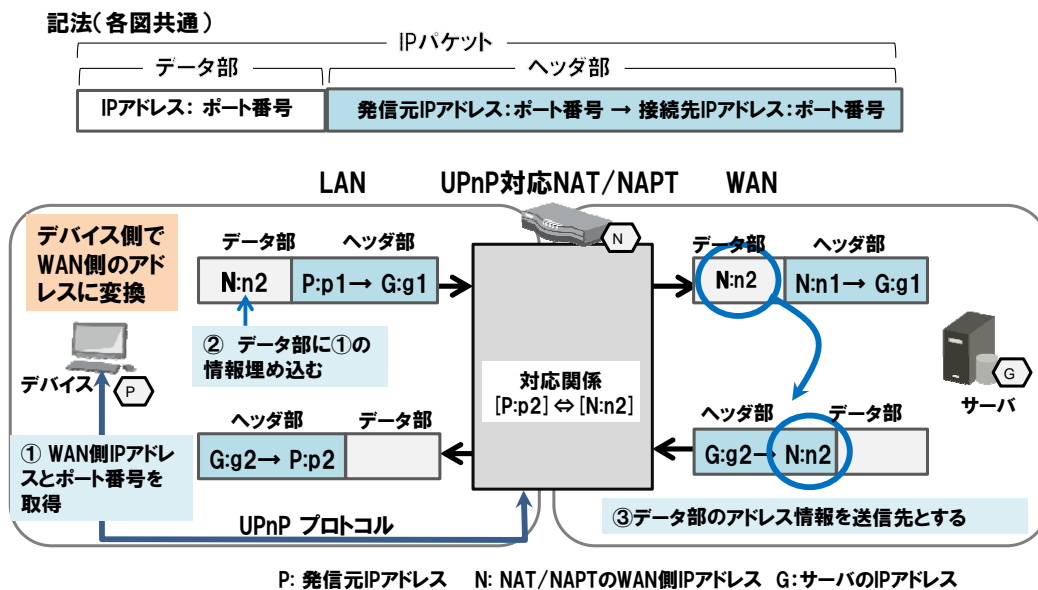 記法(各図共通)
IPパケット
データ部
ヘッダ部
IPアドレス: ポート番号
発信元IPアドレス:ポート番号 → 接続先IPアドレス:ポート番号
LAN
UPnP対応NAT/NAPT
WAN
N
デバイス側で
WAN側のアド
レスに変換
データ部
ヘッダ部
N:n2
P:p1→ G:g1
データ部
ヘッダ部
N:n2
N:n1→ G:g1
② データ部に①の
情報埋め込む
デバイス
P
対応関係
[P:p2]⇔[N:n2]
G
サーバ
① WAN側IPアドレ
スとポート番号を
取得
ヘッダ部
データ部
G:g2→ P:p2
ヘッダ部
データ部
G:g2→ N:n2
UPnP プロトコル
③データ部のアドレス情報を送信先とする
P: 発信元IPアドレス N: NAT/NAPTのWAN側IPアドレス G:サーバのIPアドレス